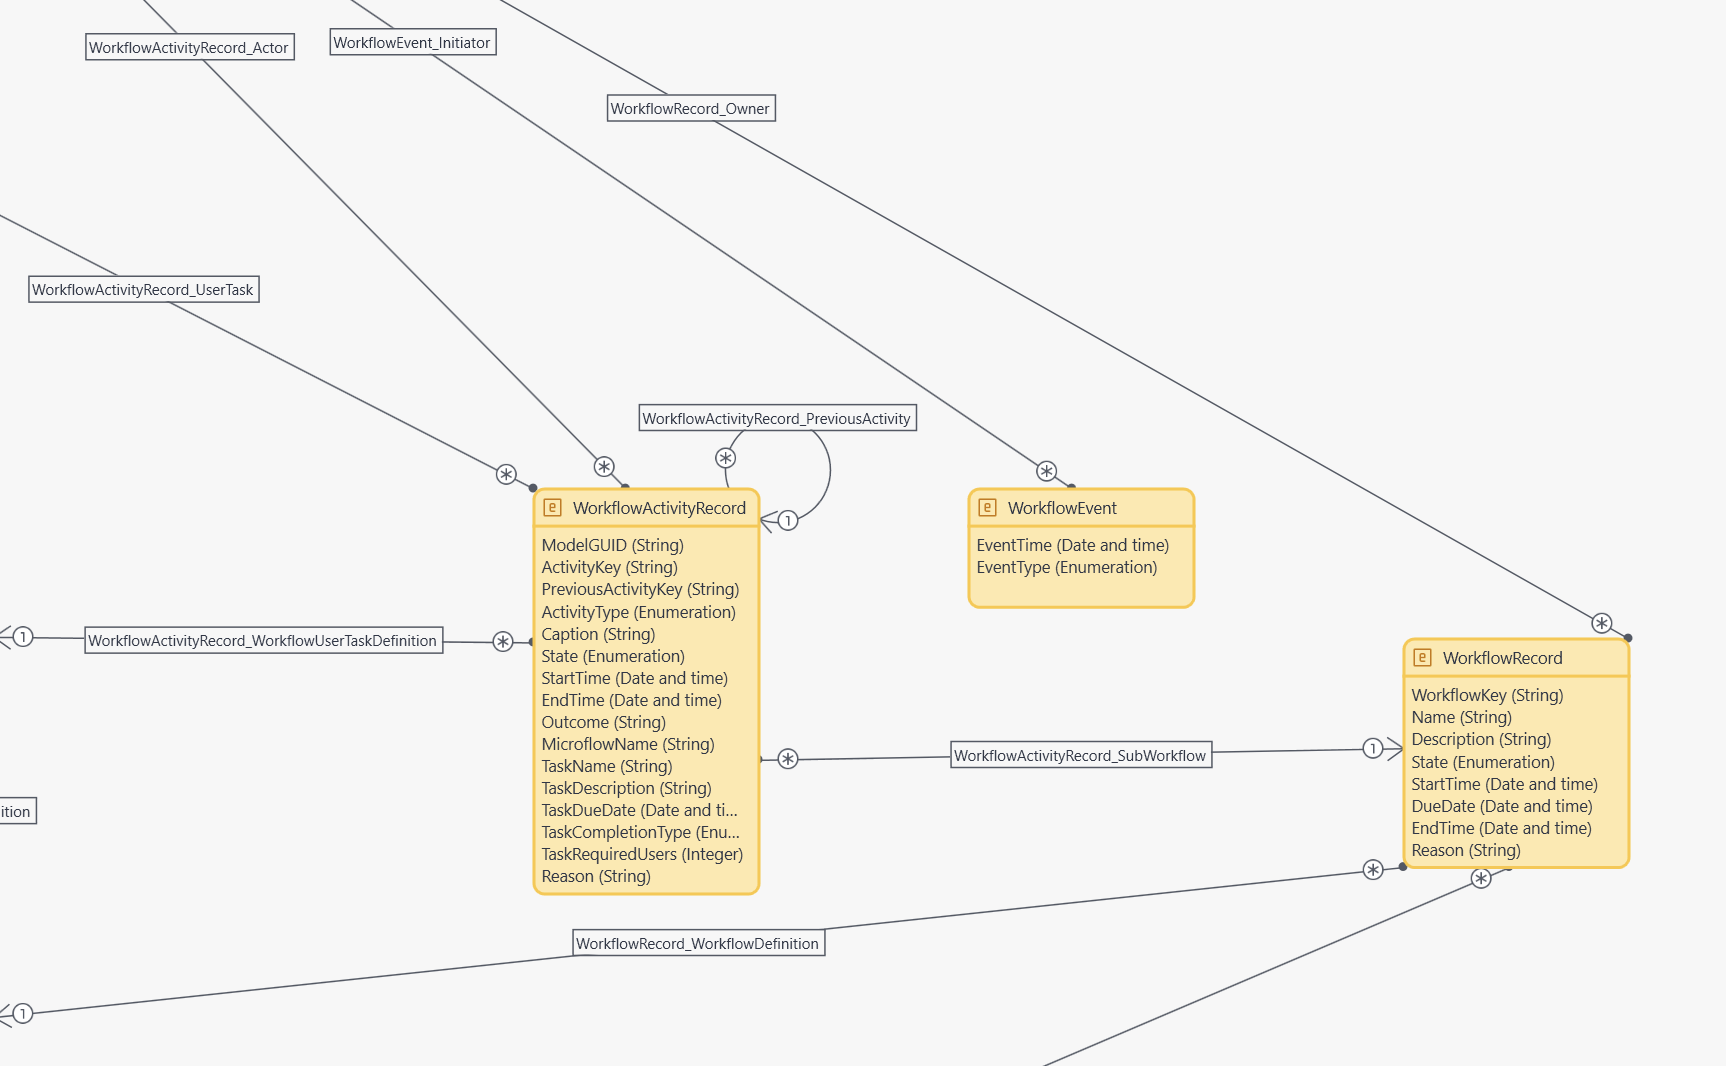 WorkflowActivityRecord_Actor
WorkflowEvent_Initiator
WorkflowRecord_Owner
WorkflowActivityRecord_UserTask
WorkflowActivityRecord_PreviousActivity
*
*
*
*
1
WorkflowActivityRecord
ModelGUID (String)
ActivityKey (String)
PreviousActivityKey (String)
ActivityType (Enumeration)
Caption (String)
State (Enumeration)
StartTime (Date and time)
EndTime (Date and time)
Outcome (String)
MicroflowName (String)
TaskName (String)
TaskDescription (String)
TaskDueDate (Date and ti...
TaskCompletionType (Enu...
TaskRequiredUsers (Integer)
Reason (String)
WorkflowEvent
EventTime (Date and time)
EventType (Enumeration)
1
WorkflowActivityRecord_WorkflowUserTaskDefinition
*
*
WorkflowRecord
WorkflowKey (String)
Name (String)
Description (String)
State (Enumeration)
StartTime (Date and time)
DueDate (Date and time)
EndTime (Date and time)
Reason (String)
*
WorkflowActivityRecord_SubWorkflow
1
ition
*
*
WorkflowRecord_WorkflowDefinition
1